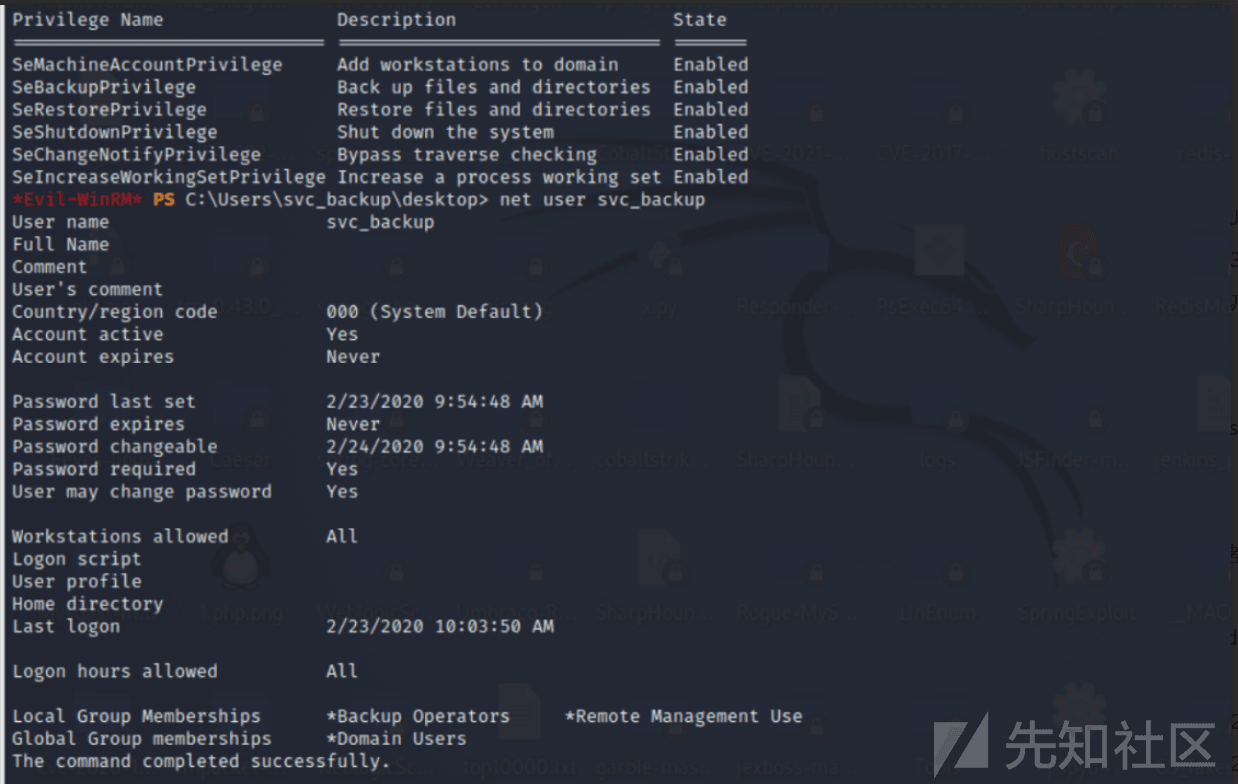 Privilege Name Description State
SeMachineAccountPrivilege Add workstations to domain Enabled
SeBackupPrivilege Back up files and directories Enabled
SeRestorePrivilege Restore files and directories Enabled
SeShutdownPrivilege Shut down the system Enabled
SeChangeNotifyPrivilege Bypass traverse checking Enabled
SeIncreaseWorkingSetPrivilege Increase a process working set Enabled
*Evil-WinRM* PS C:\Users\svc_backup\desktop> net user svc_backup
User name svc_backup
Full Name
Comment
User's comment
Country/region code 000 (System Default)
Account active Yes
Account expires Never
Password last set 2/23/2020 9:54:48 AM
Password expires Never
Password changeable 2/24/2020 9:54:48 AM
Password required Yes
User may change password Yes
Workstations allowed All
Logon script
User profile
Home directory
Last logon 2/23/2020 10:03:50 AM
Logon hours allowed All
Local Group Memberships *Backup Operators *Remote Management Use
Global Group memberships *Domain Users
The command completed successfully.
先知社区